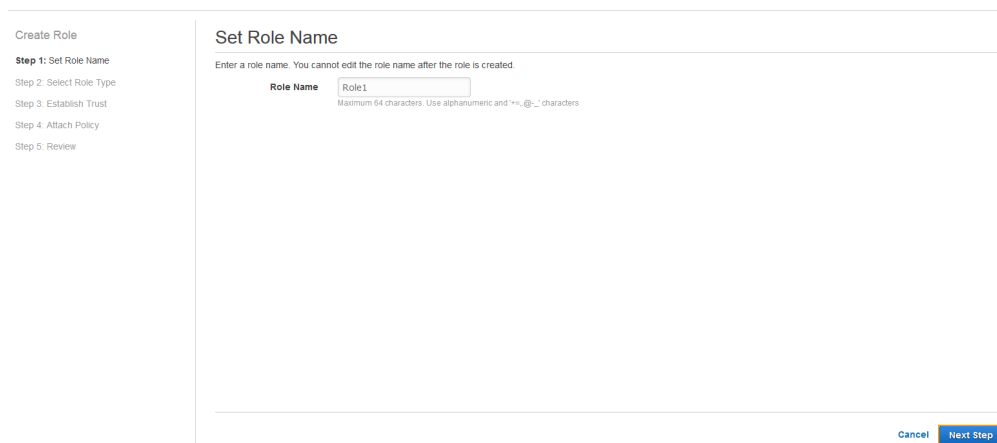 Create Role
Step 1: Set Role Name
Step 2: Select Role Type
Step 3: Establish Trust
Step 4: Attach Policy
Step 5: Review
Set Role Name
Enter a role name. You cannot edit the role name after the role is created.
Role Name Role1
Maximum 64 characters. Use alphanumeric and '+=,.@-_' characters
Cancel Next Step